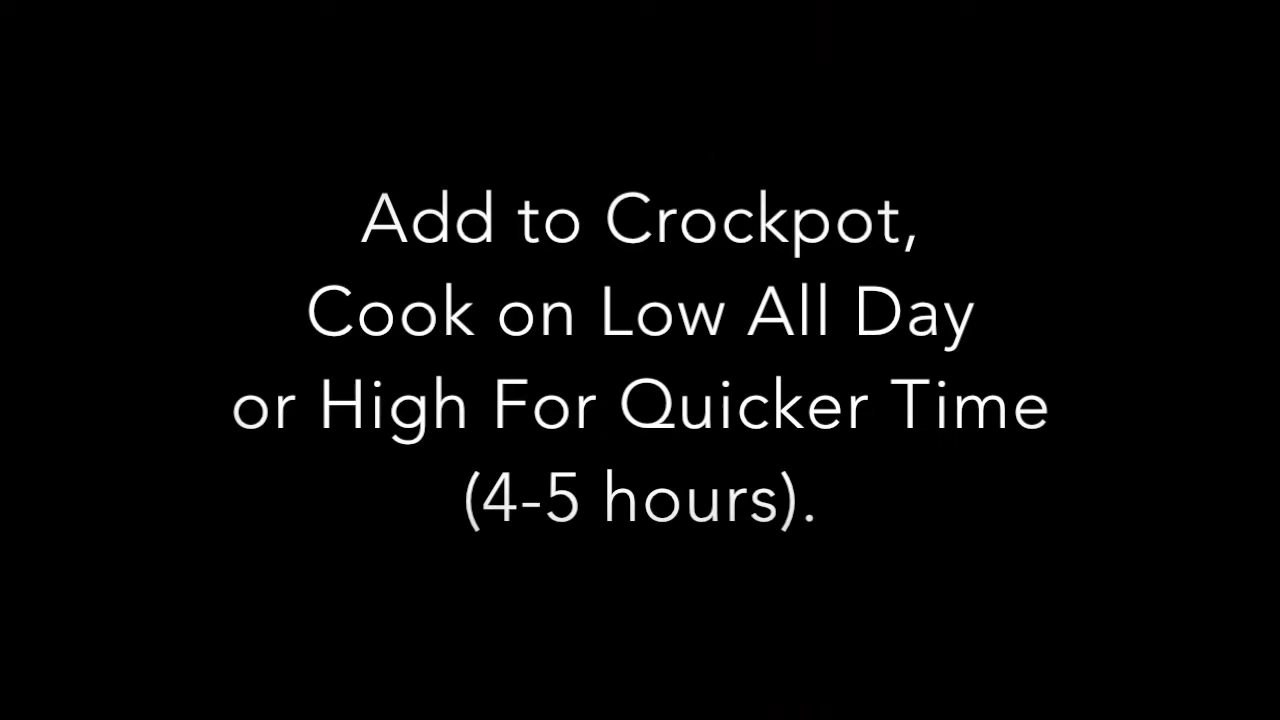 Add to Crockpot,
Cook on Low All Day
or High For Quicker Time
(4-5 hours).